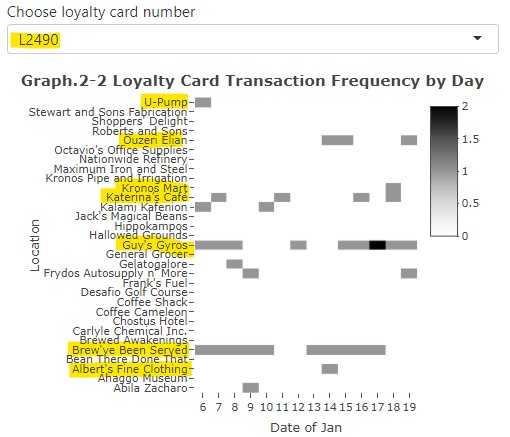 Choose loyalty card number
L2490
Graph.2-2 Loyalty Card Transaction Frequency by Day
U-Pump
Stewart and Sons Fabrication
Shoppers' Delight
Roberts and Sons
Ouzeri Elian
Octavio's Office Supplies
Nationwide Refinery
Maximum Iron and Steel
Kronos Pipe and Irrigation
Kronos Mart
Katerina's Café
Kalami Kafenion
Jack's Magical Beans
Hippokampos
Hallowed Grounds
Guy's Gyros
General Grocer
Gelatogalore
Frydos Autosupply n' More
Frank's Fuel
Desafio Golf Course
Coffee Shack
Coffee Cameleon
Chostus Hotel
Carlyle Chemical Inc.
Brewed Awakenings
Brew've Been Served
Bean There Done That
Albert's Fine Clothing
Ahaggo Museum
Abila Zacharo
Location
6 7 8 9 10 11 12 13 14 15 16 17 18 19
Date of Jan
2
1.5
1
0.5
0